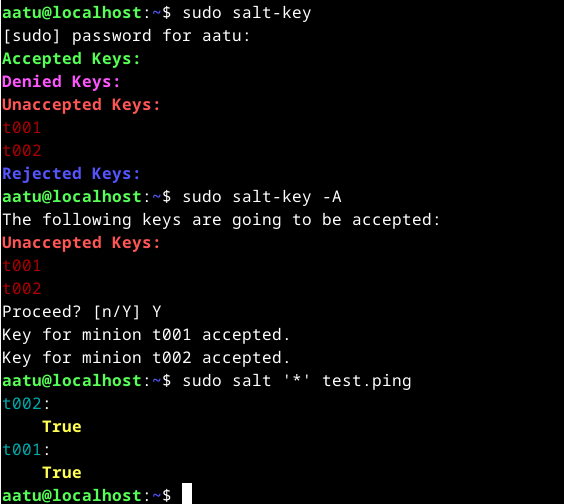 aatu@localhost:~$ sudo salt-key
[sudo] password for aatu:
Accepted Keys:
Denied Keys:
Unaccepted Keys:
t001
t002
Rejected Keys:
aatu@localhost:~$ sudo salt-key -A
The following keys are going to be accepted:
Unaccepted Keys:
t001
t002
Proceed? [n/Y] Y
Key for minion t001 accepted.
Key for minion t002 accepted.
aatu@localhost:~$ sudo salt '*' test.ping
t002:
    True
t001:
    True
aatu@localhost:~$